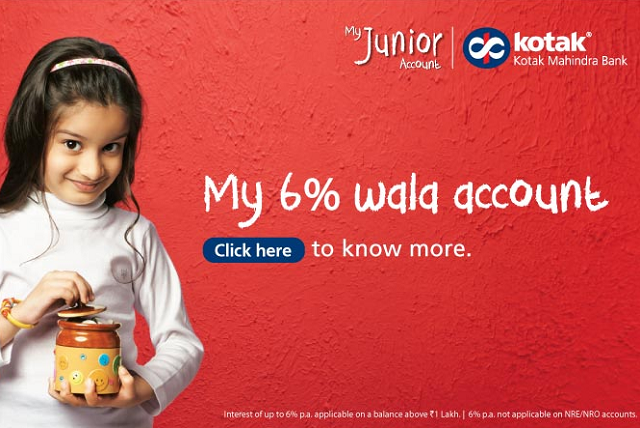 My
Junior
Account
kotak®
Kotak Mahindra Bank
My 6% wala account
Click here to know more.
Interest of up to 6% p.a. applicable on a balance above ₹1 Lakh. | 6% p.a. not applicable on NRE/NRO accounts.